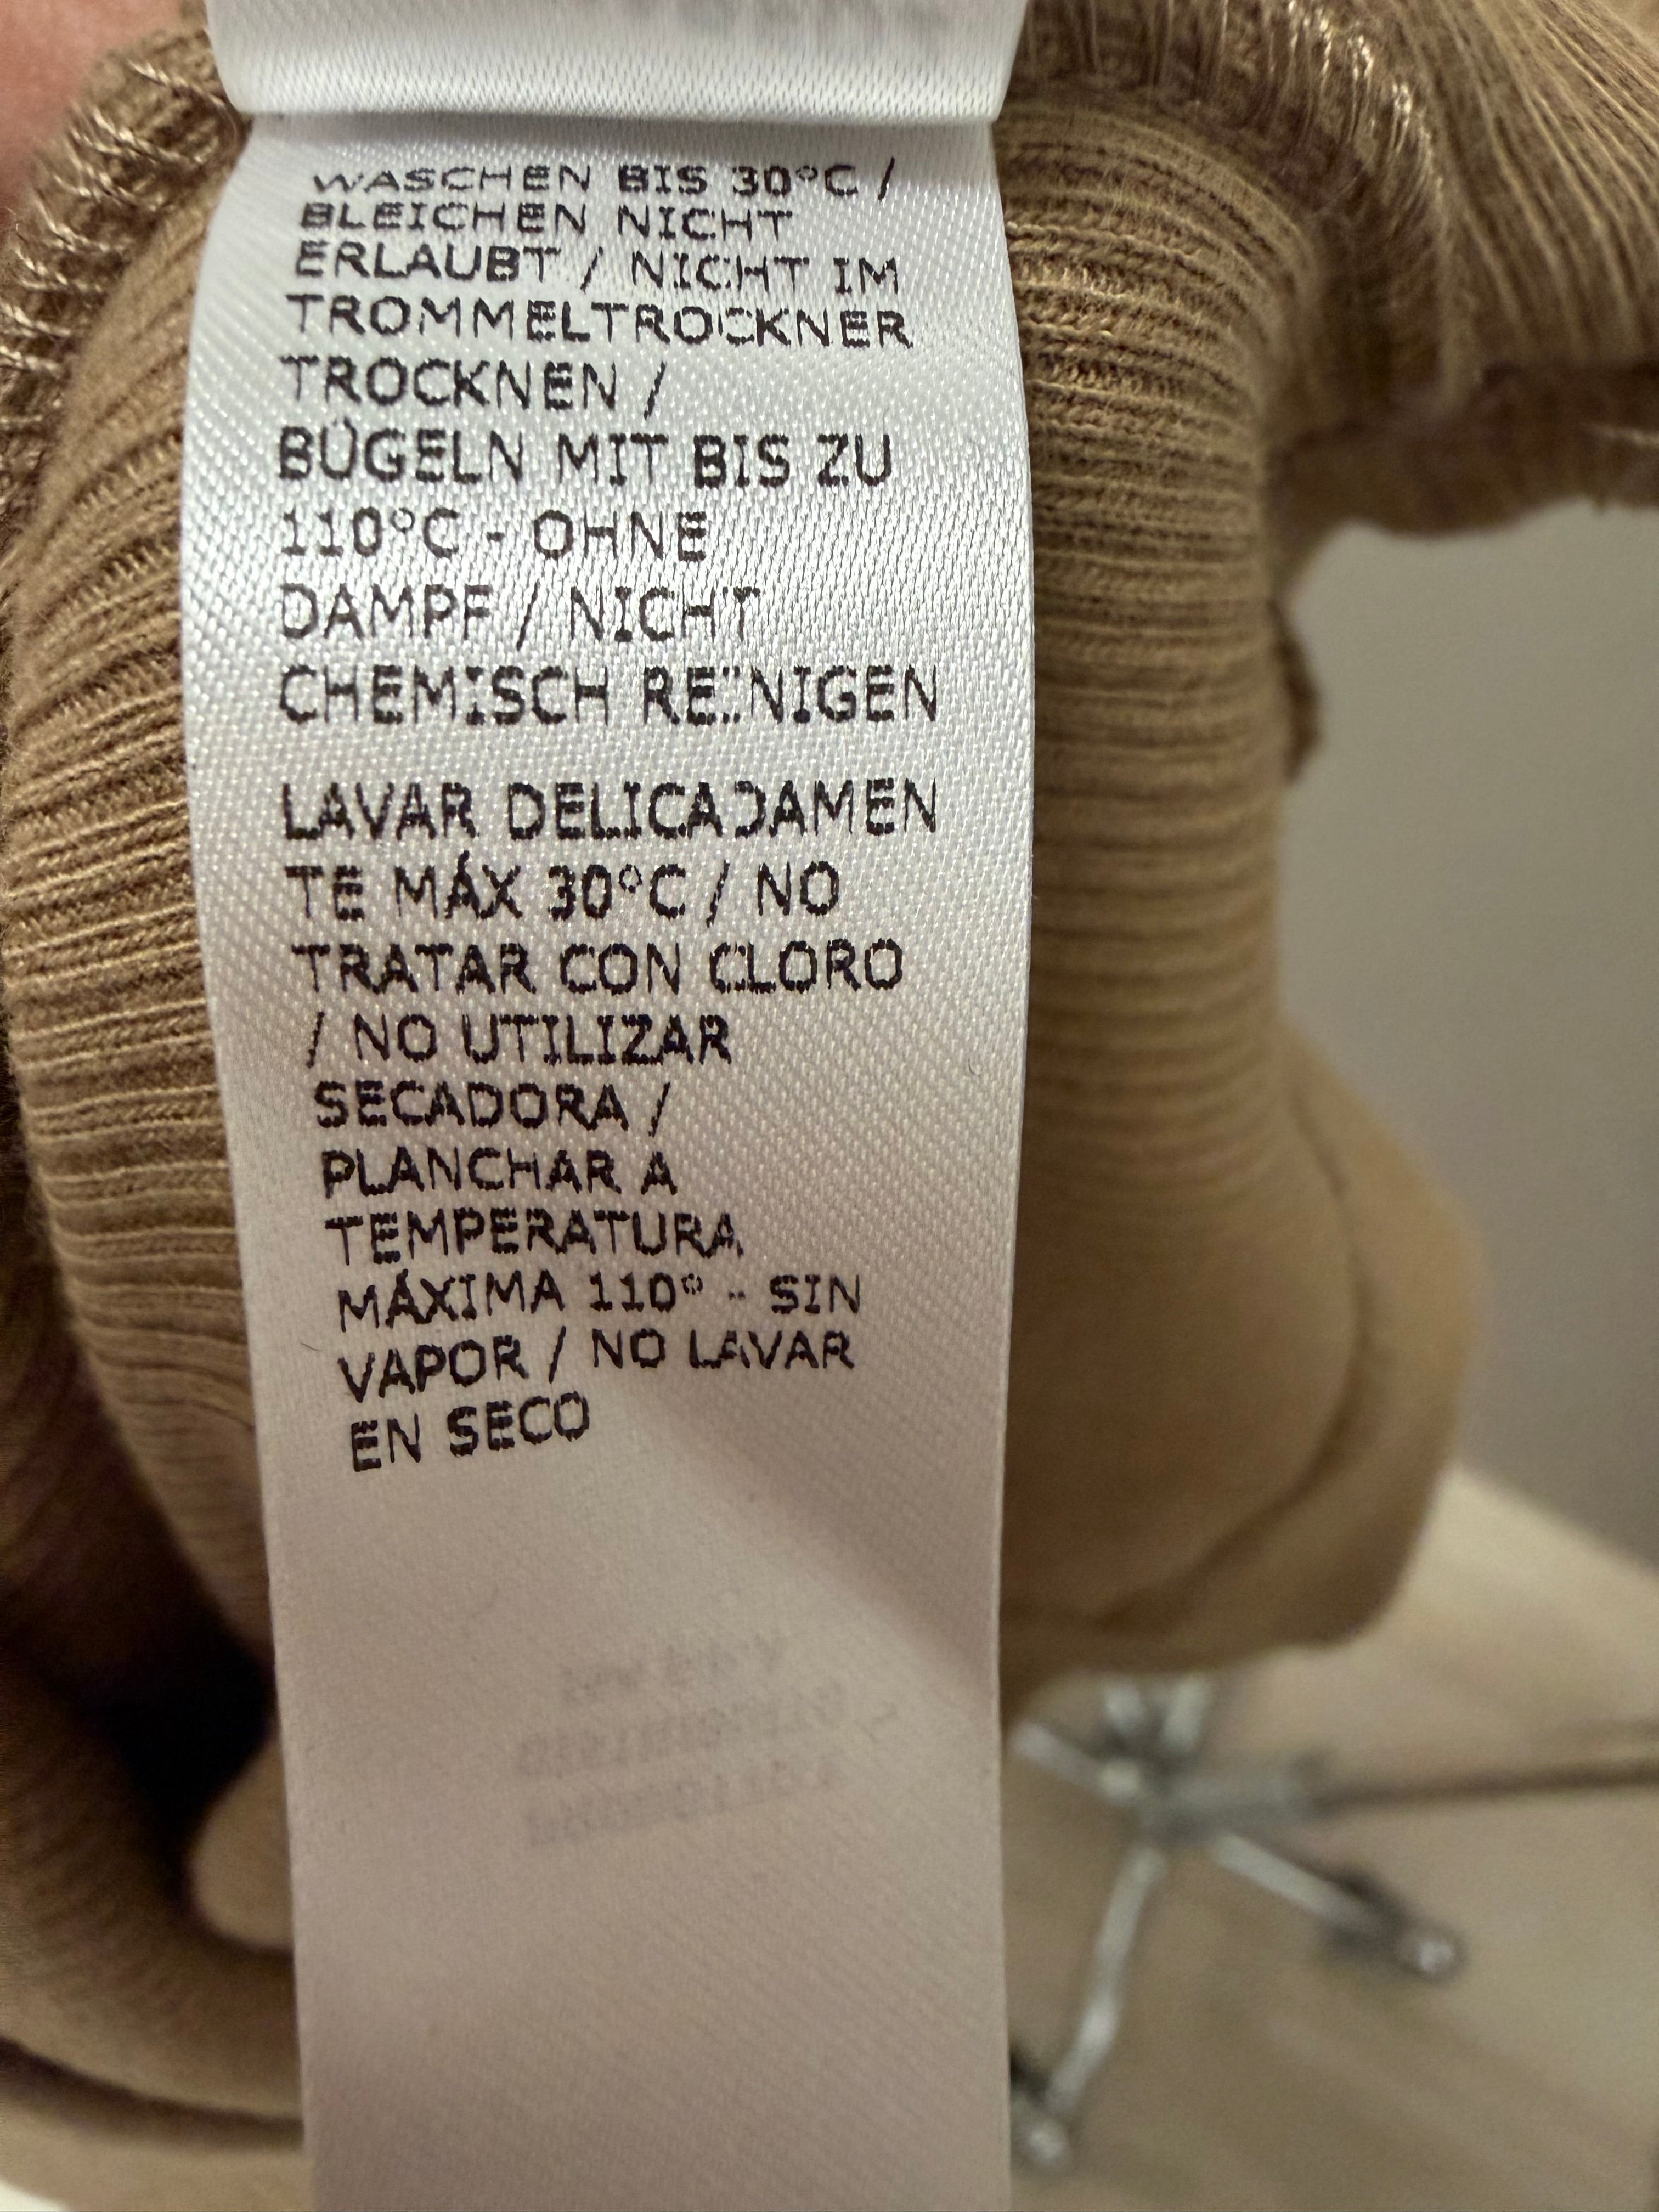 WASCHEN BIS 30°C /
BLEICHEN NICHT
ERLAUBT / NICHT IM
TROMMELTROCKNER
TROCKNEN /
BÜGELN MIT BIS ZU
110°C - OHNE
DAMPF / NICHT
CHEMISCH REINIGEN
LAVAR DELICADAMEN
TE MÁX 30°C / NO
TRATAR CON CLORO
/ NO UTILIZAR
SECADORA /
PLANCHAR A
TEMPERATURA
MÁXIMA 110° - SIN
VAPOR / NO LAVAR
EN SECO